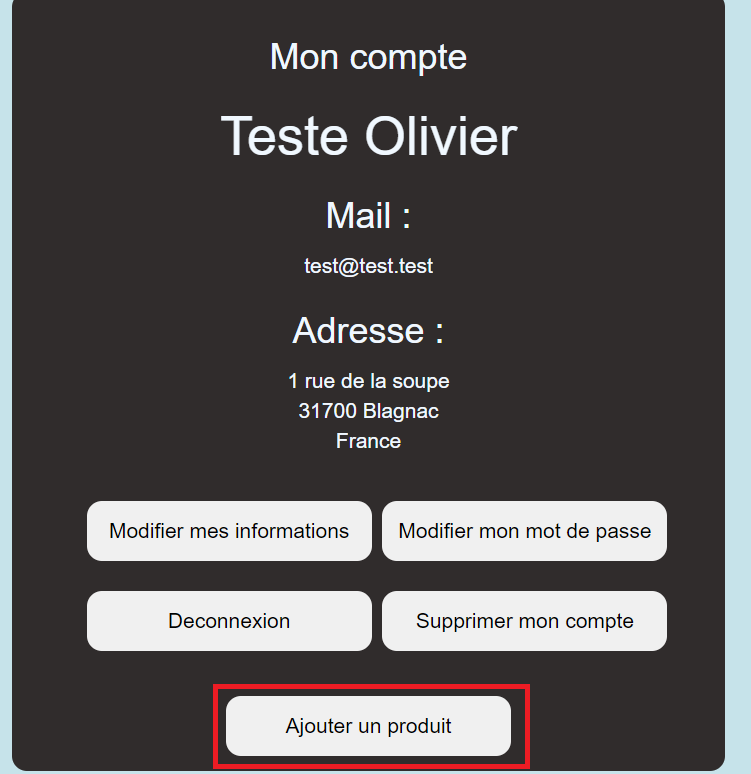 Mon compte
Teste Olivier
Mail :
test@test.test
Adresse :
1 rue de la soupe
31700 Blagnac
France
Modifier mes informations
Modifier mon mot de passe
Deconnexion
Supprimer mon compte
Ajouter un produit